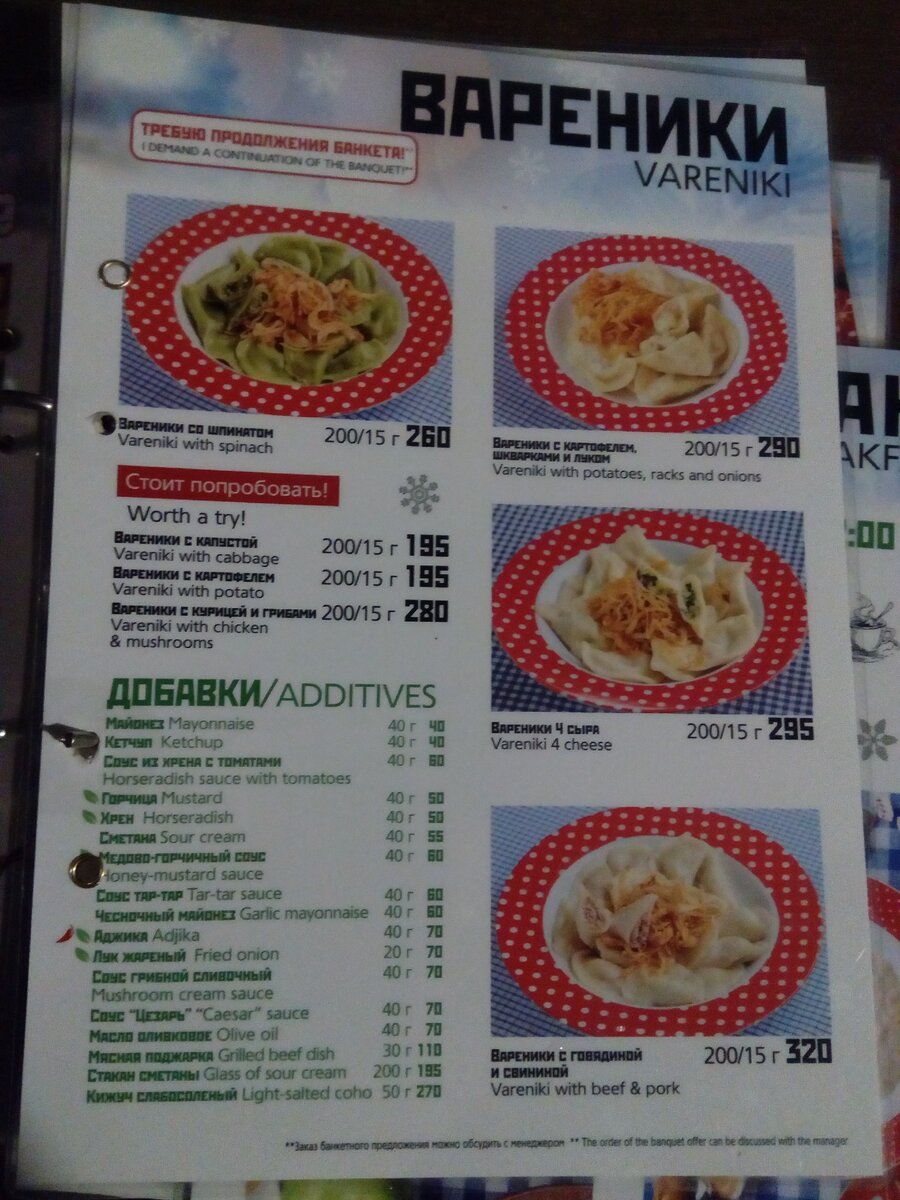 ВАРЕНИКИ
VARENIKI
ТРЕБУЮ ПРОДОЛЖЕНИЯ БАНКЕТА!**
I DEMAND A CONTINUATION OF THE BANQUET!**
ВАРЕНИКИ СО ШПИНАТОМ 200/15 г 260
Vareniki with spinach
Стоит попробовать!
Worth a try!
ВАРЕНИКИ С КАПУСТОЙ 200/15 г 195
Vareniki with cabbage
ВАРЕНИКИ С КАРТОФЕЛЕМ 200/15 г 195
Vareniki with potato
ВАРЕНИКИ С КУРИЦЕЙ И ГРИБАМИ 200/15 г 280
Vareniki with chicken
& mushrooms
ДОБАВКИ/ADDITIVES
МАЙОНЕЗ Mayonnaise 40 г 40
КЕТЧУП Ketchup 40 г 40
СОУС ИЗ ХРЕНА С ТОМАТАМИ 40 г 60
Horseradish sauce with tomatoes
ГОРЧИЦА Mustard 40 г 50
ХРЕН Horseradish 40 г 50
СМЕТАНА Sour cream 40 г 55
МЕДОВО-ГОРЧИЧНЫЙ СОУС 40 г 60
Honey-mustard sauce
СОУС ТАР-ТАР Tar-tar sauce 40 г 60
ЧЕСНОЧНЫЙ МАЙОНЕЗ Garlic mayonnaise 40 г 60
АДЖИКА Adjika 40 г 70
ЛУК ЖАРЕНЫЙ Fried onion 20 г 70
СОУС ГРИБНОЙ СЛИВОЧНЫЙ 40 г 70
Mushroom cream sauce
СОУС "ЦЕЗАРЬ" "Caesar" sauce 40 г 70
МАСЛО ОЛИВКОВОЕ Olive oil 40 г 70
МЯСНАЯ ПОДЖАРКА Grilled beef dish 30 г 110
СТАКАН СМЕТАНЫ Glass of sour cream 200 г 195
КИЖУЧ СЛАБОСОЛЕНЫЙ Light-salted coho 50 г 270
ВАРЕНИКИ С КАРТОФЕЛЕМ, 200/15 г 290
ШКВАРКАМИ И ЛУКОМ
Vareniki with potatoes, racks and onions
ВАРЕНИКИ 4 СЫРА 200/15 г 295
Vareniki 4 cheese
ВАРЕНИКИ С ГОВЯДИНОЙ 200/15 г 320
И СВИНИНОЙ
Vareniki with beef & pork
**Заказ банкетного предложения можно обсудить с менеджером ** The order of the banquet offer can be discussed with the manager
:00